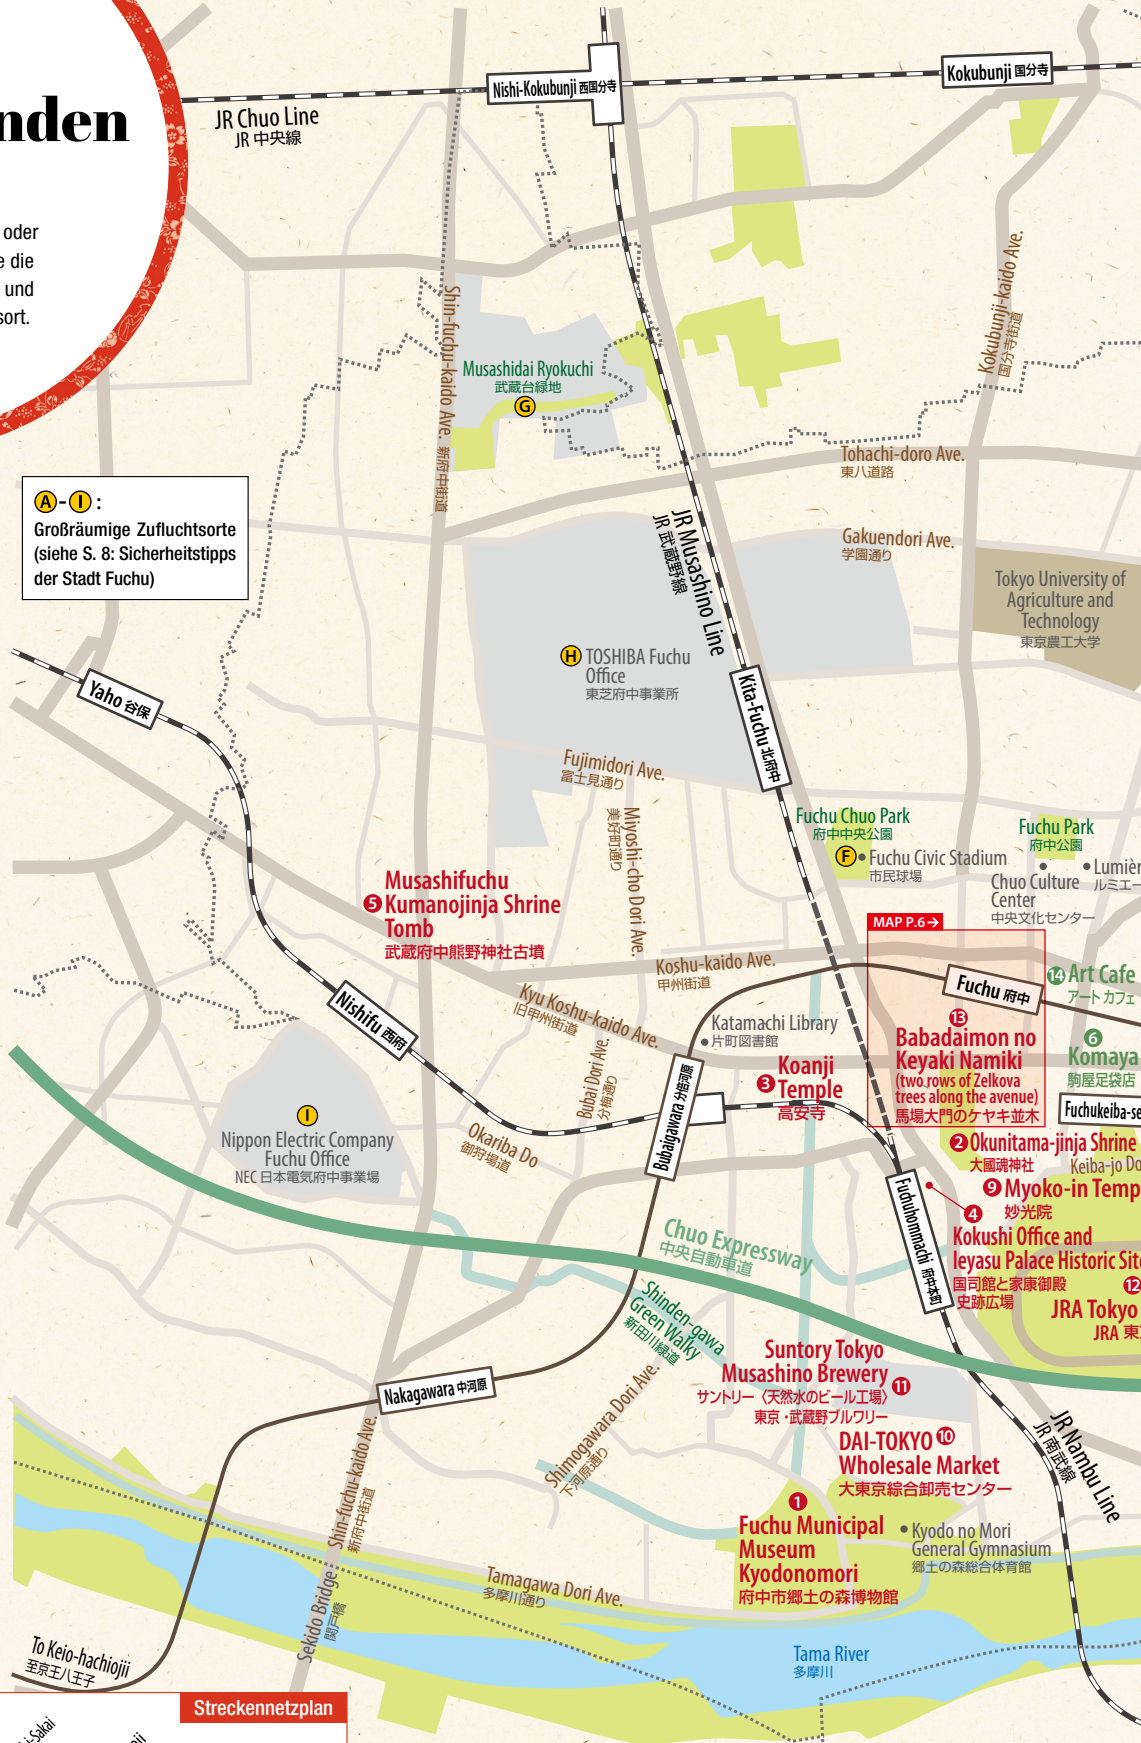 nden
oder
die
und
sort.
JR Chuo Line
JR 中央線
Nishi-Kokubunji 西国分寺
Kokubunji 国分寺
Kokubunji-kaido Ave.
国分寺街道
Shin-fuchu-kaido Ave. 新府中街道
Musashidai Ryokuchi
武蔵台緑地
G
Tohachi-doro Ave.
東八道路
A - I :
Großräumige Zufluchtsorte
(siehe S. 8: Sicherheitstipps
der Stadt Fuchu)
JR Musashino Line
JR 武蔵野線
Gakuendori Ave.
学園通り
Tokyo University of
Agriculture and
Technology
東京農工大学
H TOSHIBA Fuchu
Office
東芝府中事業所
Yaho 谷保
Kita-Fuchu 北府中
Fujimidori Ave.
富士見通り
Miyoshi-cho Dori Ave.
美好町通り
Fuchu Chuo Park
府中中央公園
F Fuchu Civic Stadium
市民球場
Fuchu Park
府中公園
Lumièr
ルミエー
Chuo Culture
Center
中央文化センター
5 Musashifuchu
Kumanojinja Shrine
Tomb
武蔵府中熊野神社古墳
MAP P.6→
Koshu-kaido Ave.
甲州街道
Kyu Koshu-kaido Ave.
旧甲州街道
Fuchu 府中
14 Art Cafe
アート カフェ
Nishifu 西府
Katamachi Library
片町図書館
13
Babadaimon no
Keyaki Namiki
(two rows of Zelkova
trees along the avenue)
馬場大門のケヤキ並木
6
Komaya
駒屋足袋店
Bubai Dori Ave.
分梅通り
Bubaigawara 分倍河原
3 Koanji
Temple
高安寺
Fuchukeiba-se
I
Nippon Electric Company
Fuchu Office
NEC 日本電気府中事業場
Okariba Do
御狩場道
2 Okunitama-jinja Shrine
大國魂神社
Keiba-jo Do
9 Myoko-in Temp
妙光院
4
Kokushi Office and
Ieyasu Palace Historic Site
国司館と家康御殿
史跡広場
Fuchuhommachi 府中本町
12
JRA Tokyo
JRA 東
Chuo Expressway
中央自動車道
Shinden-gawa
Green Walky
新田川緑道
Suntory Tokyo
Musashino Brewery 11
サントリー〈天然水のビール工場〉
東京・武蔵野ブルワリー
Nakagawara 中河原
Shimogawara Dori Ave.
下河原通り
DAI-TOKYO 10
Wholesale Market
大東京綜合卸売センター
JR Nambu Line
JR 南武線
Shin-fuchu-kaido Ave.
新府中街道
1
Fuchu Municipal
Museum
Kyodonomori
府中市郷土の森博物館
Kyodo no Mori
General Gymnasium
郷土の森総合体育館
Tamagawa Dori Ave.
多摩川通り
Sekido Bridge
関戸橋
To Keio-hachiojii
至京王八王子
Tama River
多摩川
Streckennetzplan
i-Sakai